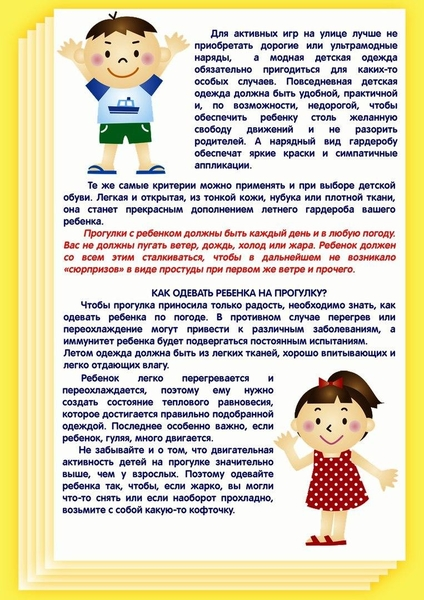 Для активных игр на улице лучше не
приобретать дорогие или ультрамодные
наряды, а модная детская одежда
обязательно пригодиться для каких-то
особых случаев. Повседневная детская
одежда должна быть удобной, практичной
и, по возможности, недорогой, чтобы
обеспечить ребенку столь желанную
свободу движений и не разорить
родителей. А нарядный вид гардеробу
обеспечат яркие краски и симпатичные
аппликации.
Те же самые критерии можно применять и при выборе детской
обуви. Легкая и открытая, из тонкой кожи, нубука или плотной ткани,
она станет прекрасным дополнением летнего гардероба вашего
ребенка.
Прогулки с ребенком должны быть каждый день и в любую погоду.
Вас не должны пугать ветер, дождь, холод или жара. Ребенок должен
со всем этим сталкиваться, чтобы в дальнейшем не возникало
«сюрпризов» в виде простуды при первом же ветре и прочего.
КАК ОДЕВАТЬ РЕБЕНКА НА ПРОГУЛКУ?
Чтобы прогулка приносила только радость, необходимо знать, как
одевать ребенка по погоде. В противном случае перегрев или
переохлаждение могут привести к различным заболеваниям, а
иммунитет ребенка будет подвергаться постоянным испытаниям.
Летом одежда должна быть из легких тканей, хорошо впитывающих и
легко отдающих влагу.
Ребенок легко перегревается и
переохлаждается, поэтому ему нужно
создать состояние теплового равновесия,
которое достигается правильно подобранной
одеждой. Последнее особенно важно, если
ребенок, гуляя, много двигается.
Не забывайте и о том, что двигательная
активность детей на прогулке значительно
выше, чем у взрослых. Поэтому одевайте
ребенка так, чтобы, если жарко, вы могли
что-то снять или если наоборот прохладно,
возьмите с собой какую-то кофточку.